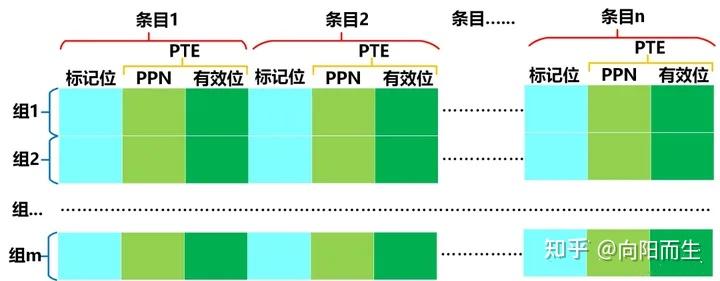 条目1 条目2 条目…… 条目n
PTE PTE PTE
标记位 PPN 有效位 标记位 PPN 有效位 标记位 PPN 有效位
组1
组2
组...
组m
知乎 @向阳而生